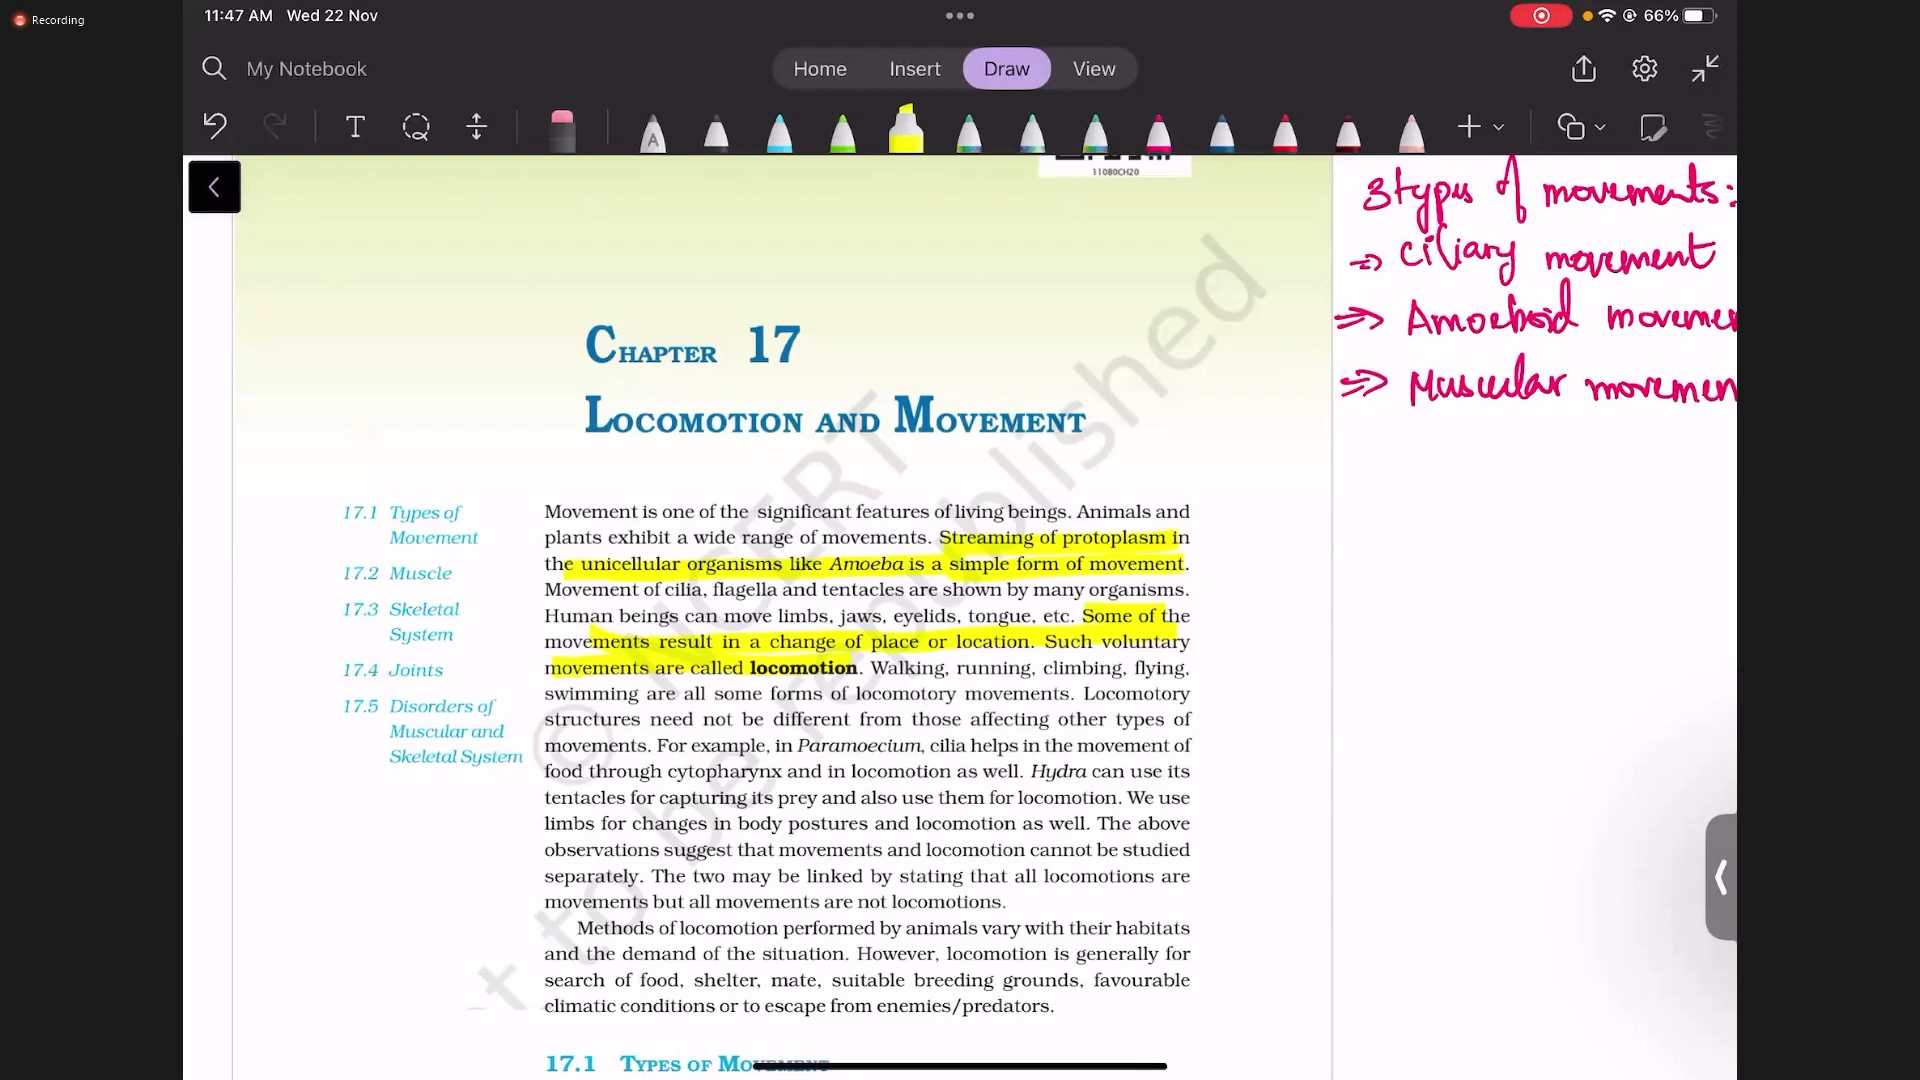 Recording
11:47 AM Wed 22 Nov
66%
My Notebook
Home Insert Draw View
T
A
11080CH20
3 types of movements:
→ Ciliary movement
⇒ Amoeboid movemen
⇒ Muscular movemen
CHAPTER 17
LOCOMOTION AND MOVEMENT
17.1 Types of
Movement
17.2 Muscle
17.3 Skeletal
System
17.4 Joints
17.5 Disorders of
Muscular and
Skeletal System
Movement is one of the significant features of living beings. Animals and
plants exhibit a wide range of movements. Streaming of protoplasm in
the unicellular organisms like Amoeba is a simple form of movement.
Movement of cilia, flagella and tentacles are shown by many organisms.
Human beings can move limbs, jaws, eyelids, tongue, etc. Some of the
movements result in a change of place or location. Such voluntary
movements are called locomotion. Walking, running, climbing, flying,
swimming are all some forms of locomotory movements. Locomotory
structures need not be different from those affecting other types of
movements. For example, in Paramoecium, cilia helps in the movement of
food through cytopharynx and in locomotion as well. Hydra can use its
tentacles for capturing its prey and also use them for locomotion. We use
limbs for changes in body postures and locomotion as well. The above
observations suggest that movements and locomotion cannot be studied
separately. The two may be linked by stating that all locomotions are
movements but all movements are not locomotions.
Methods of locomotion performed by animals vary with their habitats
and the demand of the situation. However, locomotion is generally for
search of food, shelter, mate, suitable breeding grounds, favourable
climatic conditions or to escape from enemies/predators.
17.1 TYPES OF MOVEMENT
© NCERT
t to be republished